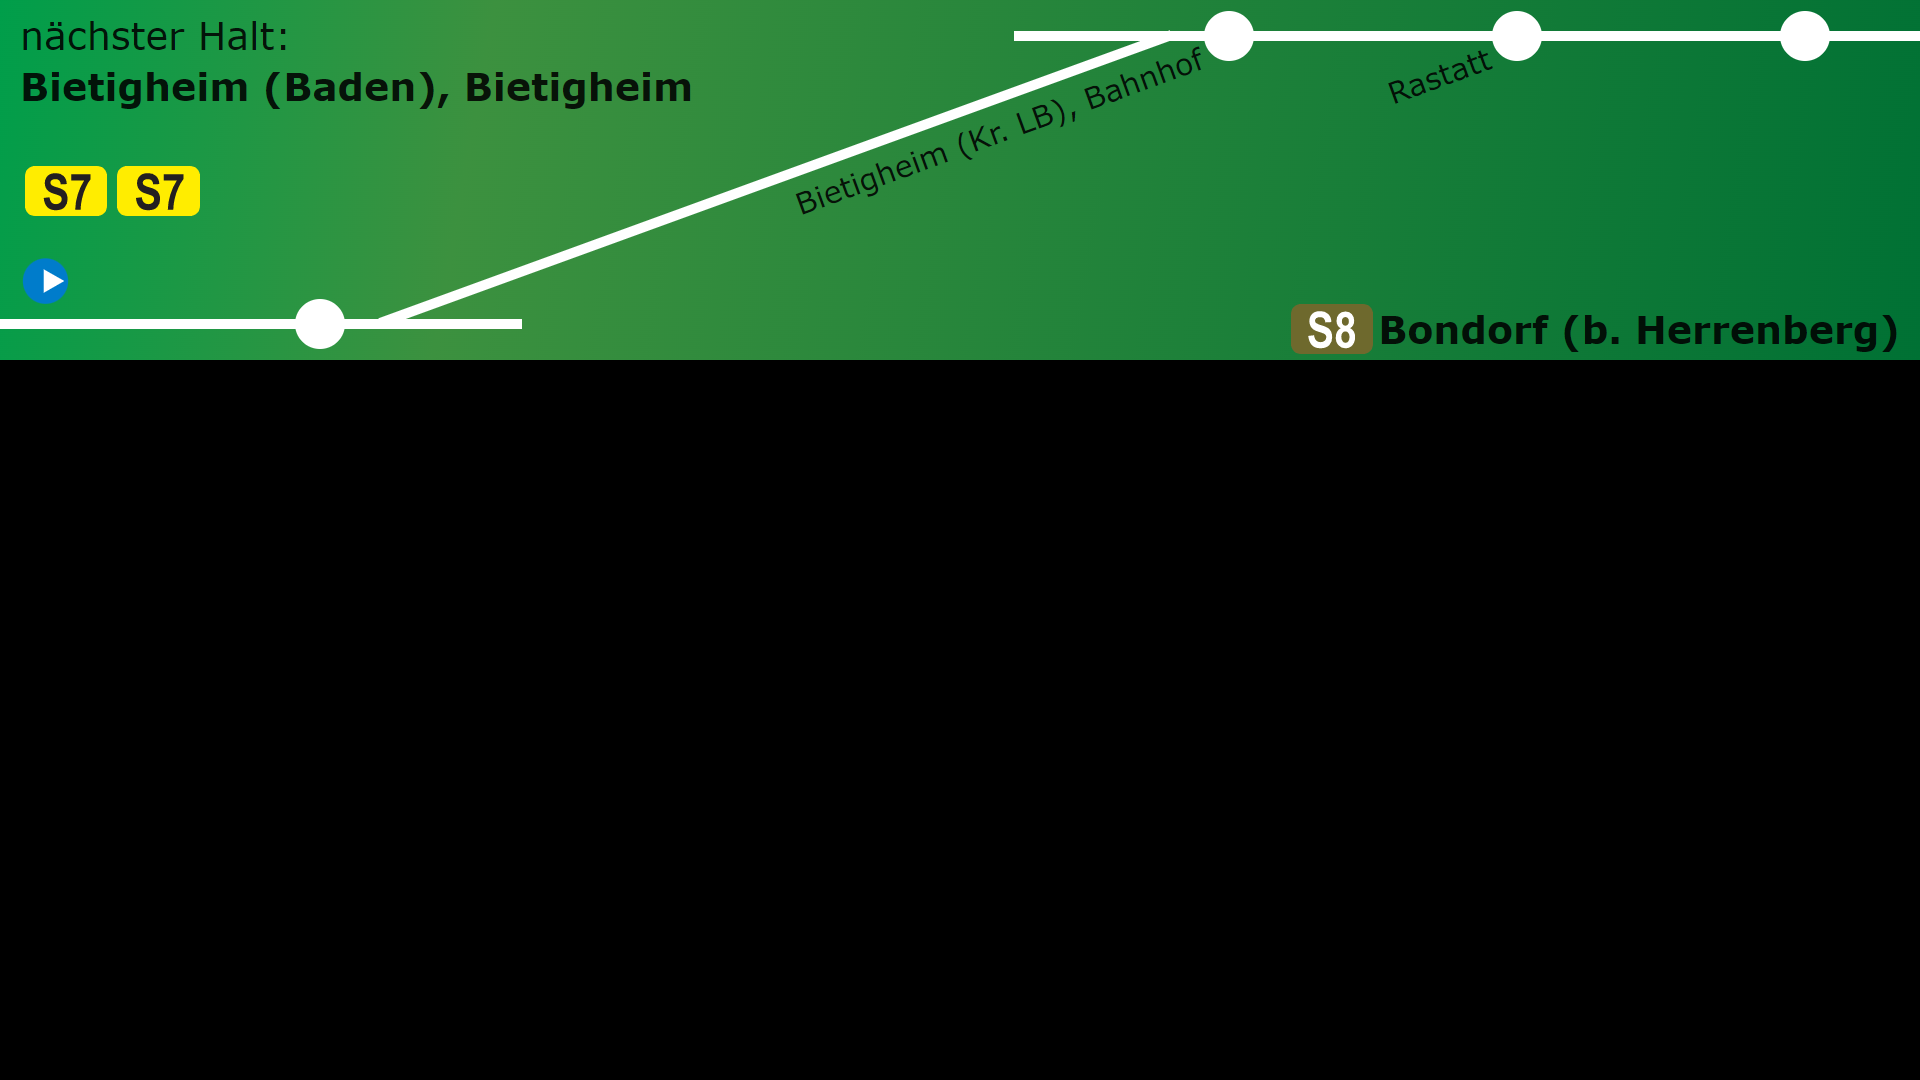 nächster Halt:
Bietigheim (Baden), Bietigheim
S7 S7
Bietigheim (Kr. LB), Bahnhof
Rastatt
S8 Bondorf (b. Herrenberg)